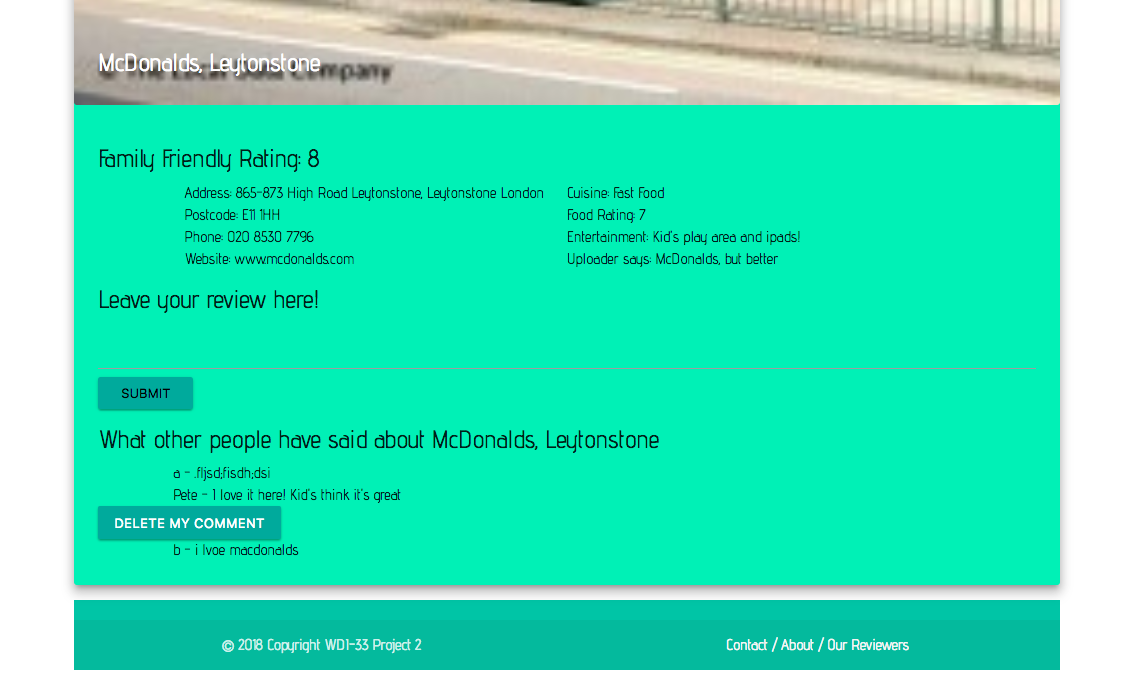 McDonalds, Leytonstone
Company
Family Friendly Rating: 8
Address: 865-873 High Road Leytonstone, Leytonstone London
Postcode: E11 1HH
Phone: 020 8530 7796
Website: www.mcdonalds.com
Cuisine: Fast Food
Food Rating: 7
Entertainment: Kid's play area and ipads!
Uploader says: McDonalds, but better
Leave your review here!
SUBMIT
What other people have said about McDonalds, Leytonstone
a - .fljsd;fisdh;dsi
Pete - I love it here! Kid's think it's great
DELETE MY COMMENT
b - i lvoe macdonalds
© 2018 Copyright WDI-33 Project 2
Contact / About / Our Reviewers